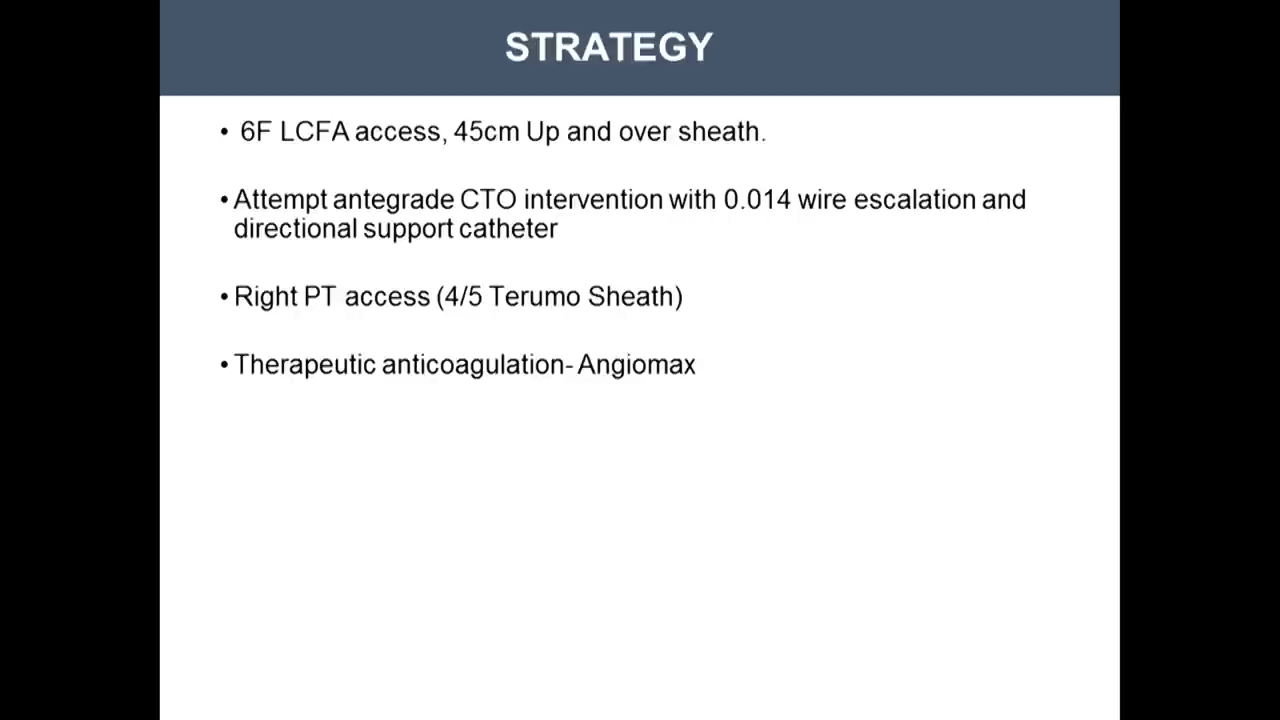 STRATEGY
• 6F LCFA access, 45cm Up and over sheath.
• Attempt antegrade CTO intervention with 0.014 wire escalation and
directional support catheter
• Right PT access (4/5 Terumo Sheath)
• Therapeutic anticoagulation- Angiomax